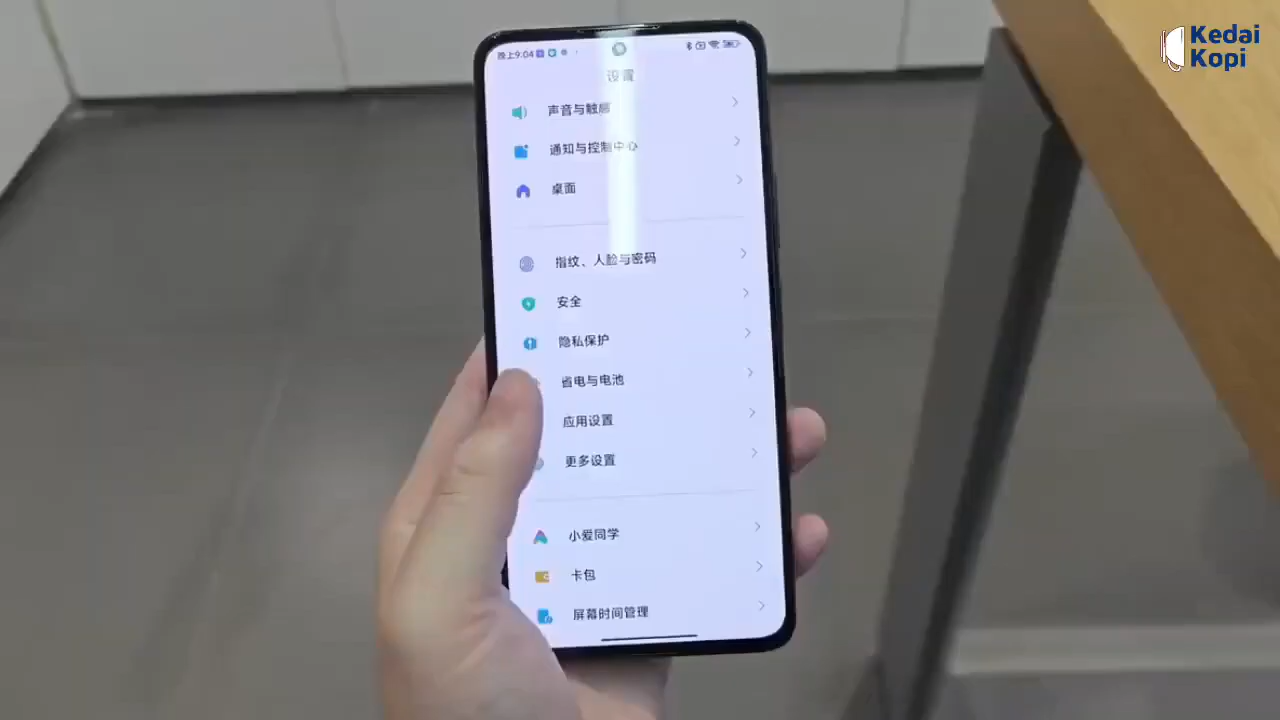 晚上9:04
Kedai
Kopi
设置
声音与触感
通知与控制中心
桌面
指纹、人脸与密码
安全
隐私保护
省电与电池
应用设置
更多设置
小爱同学
卡包
屏幕时间管理